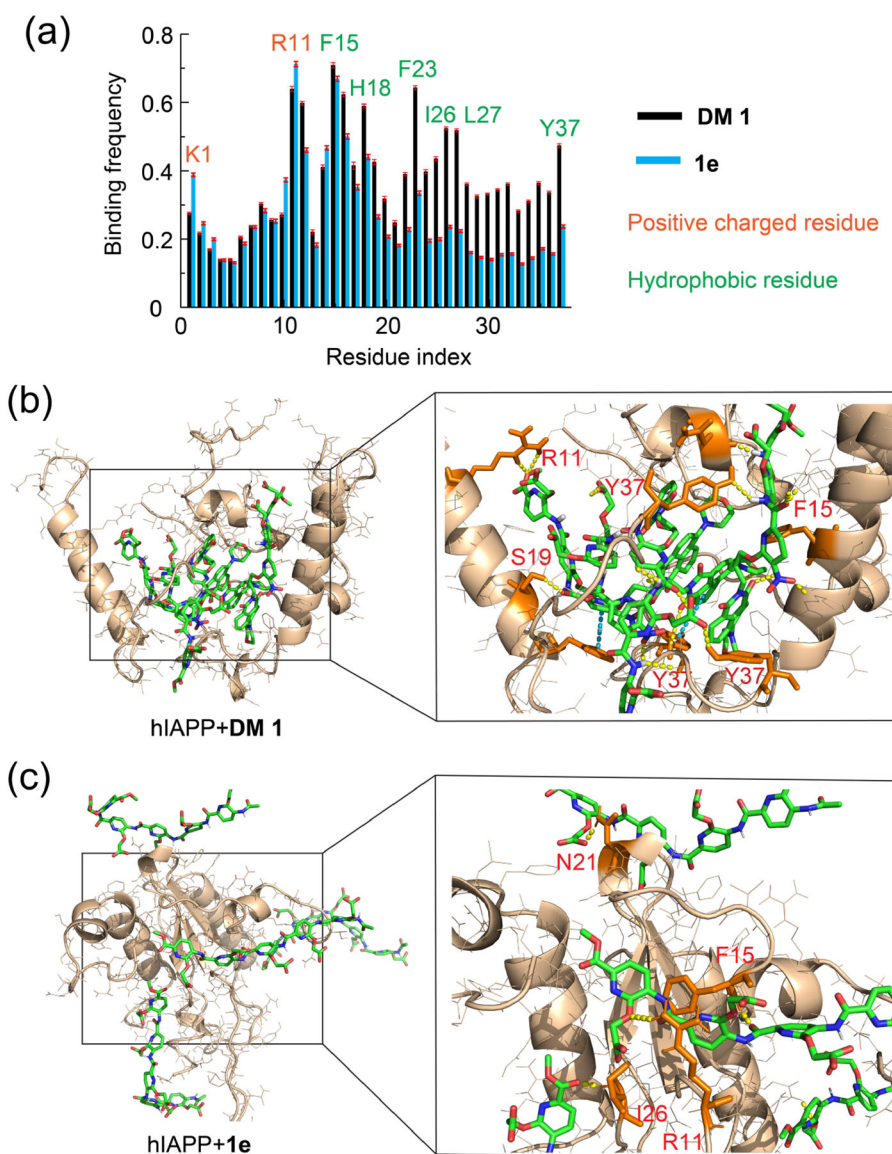 (a)
0.8
0.6
0.4
0.2
0
Binding frequency
K1
R11
F15
H18
F23
I26
L27
Y37
0
10
20
30
Residue index
DM 1
1e
Positive charged residue
Hydrophobic residue
(b)
hIAPP+DM 1
R11
Y37
F15
S19
Y37
Y37
(c)
hIAPP+1e
N21
F15
I26
R11